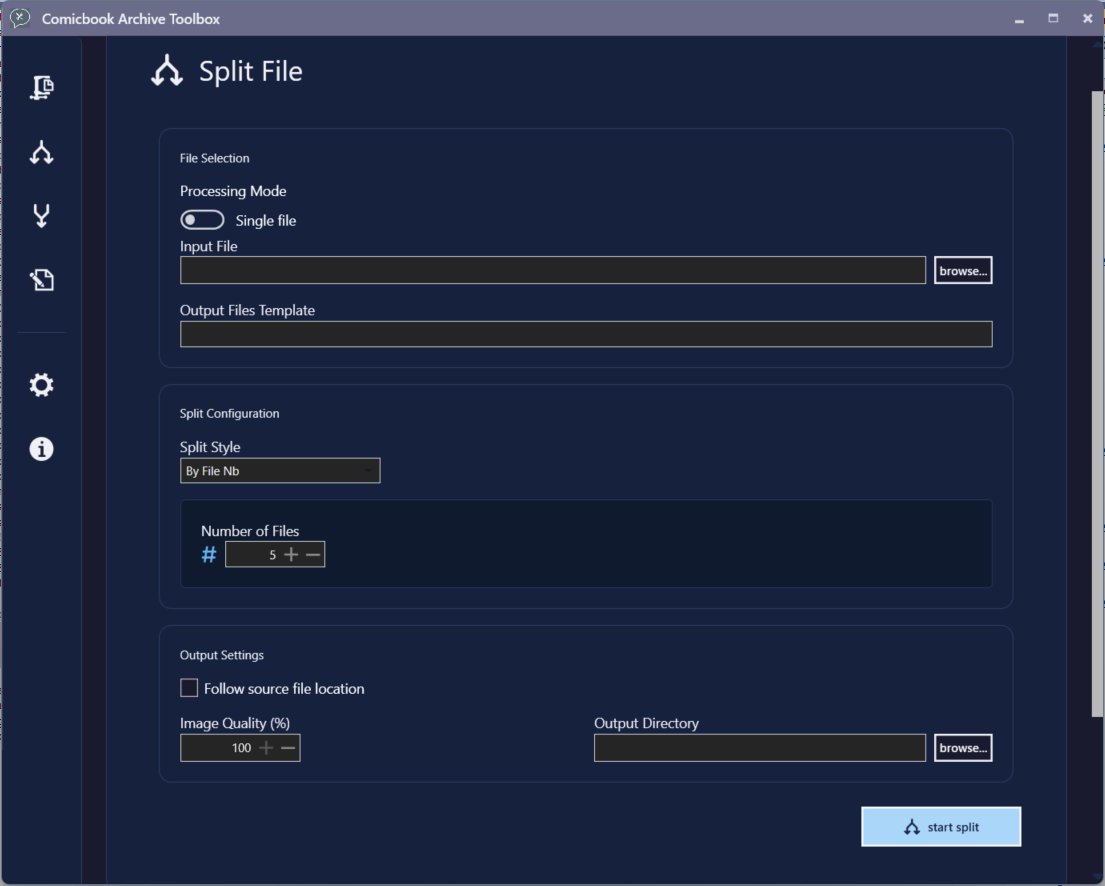 Comicbook Archive Toolbox
Split File
File Selection
Processing Mode
Single file
Input File
browse...
Output Files Template
Split Configuration
Split Style
By File Nb
Number of Files
# 5
Output Settings
Follow source file location
Image Quality (%)
100
Output Directory
browse...
start split